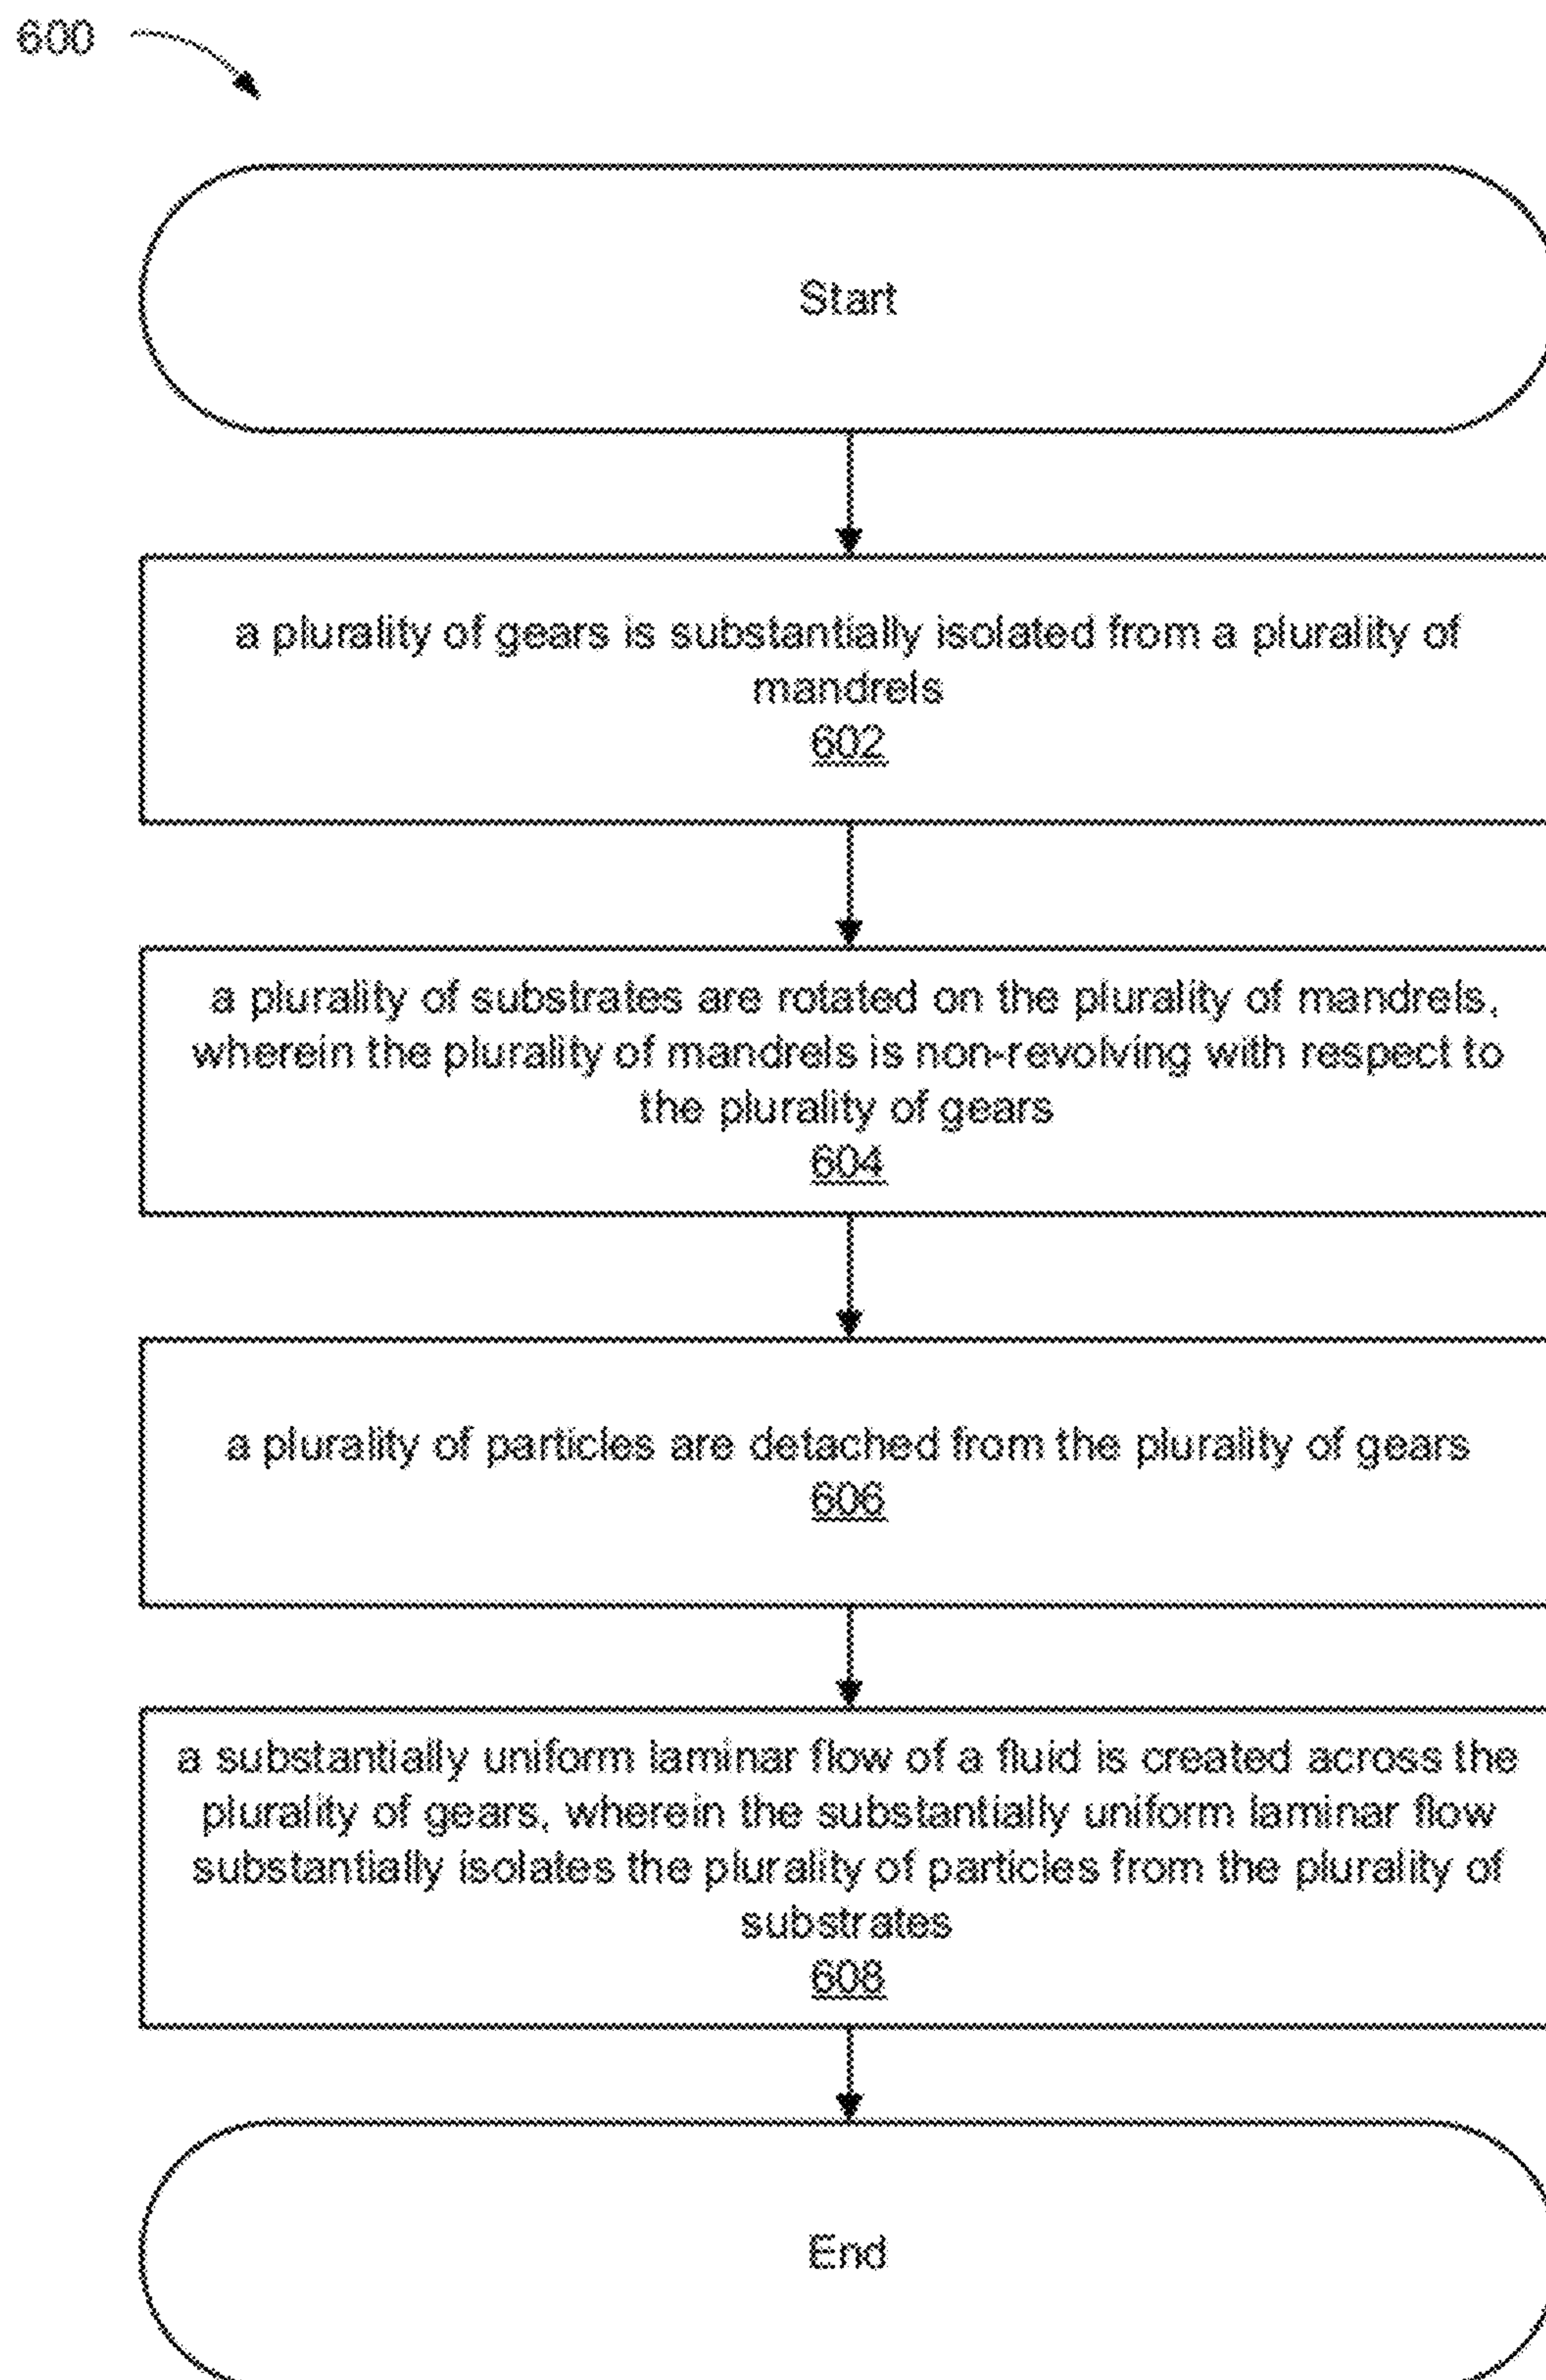 600
Start
a plurality of gears is substantially isolated from a plurality of
mandrels
602
a plurality of substrates are rotated on the plurality of mandrels,
wherein the plurality of mandrels is non-revolving with respect to
the plurality of gears
604
a plurality of particles are detached from the plurality of gears
606
a substantially uniform laminar flow of a fluid is created across the
plurality of gears, wherein the substantially uniform laminar flow
substantially isolates the plurality of particles from the plurality of
substrates
608
End